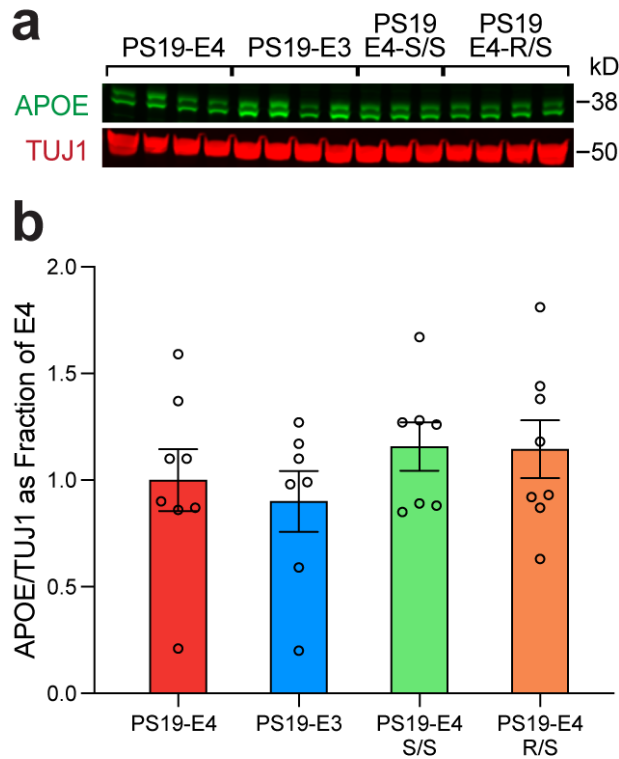 a
PS19-E4 PS19-E3 PS19 E4-S/S PS19 E4-R/S
kD
APOE –38
TUJ1 –50
b
APOE/TUJ1 as Fraction of E4
2.0
1.5
1.0
0.5
0.0
PS19-E4 PS19-E3 PS19-E4 S/S PS19-E4 R/S